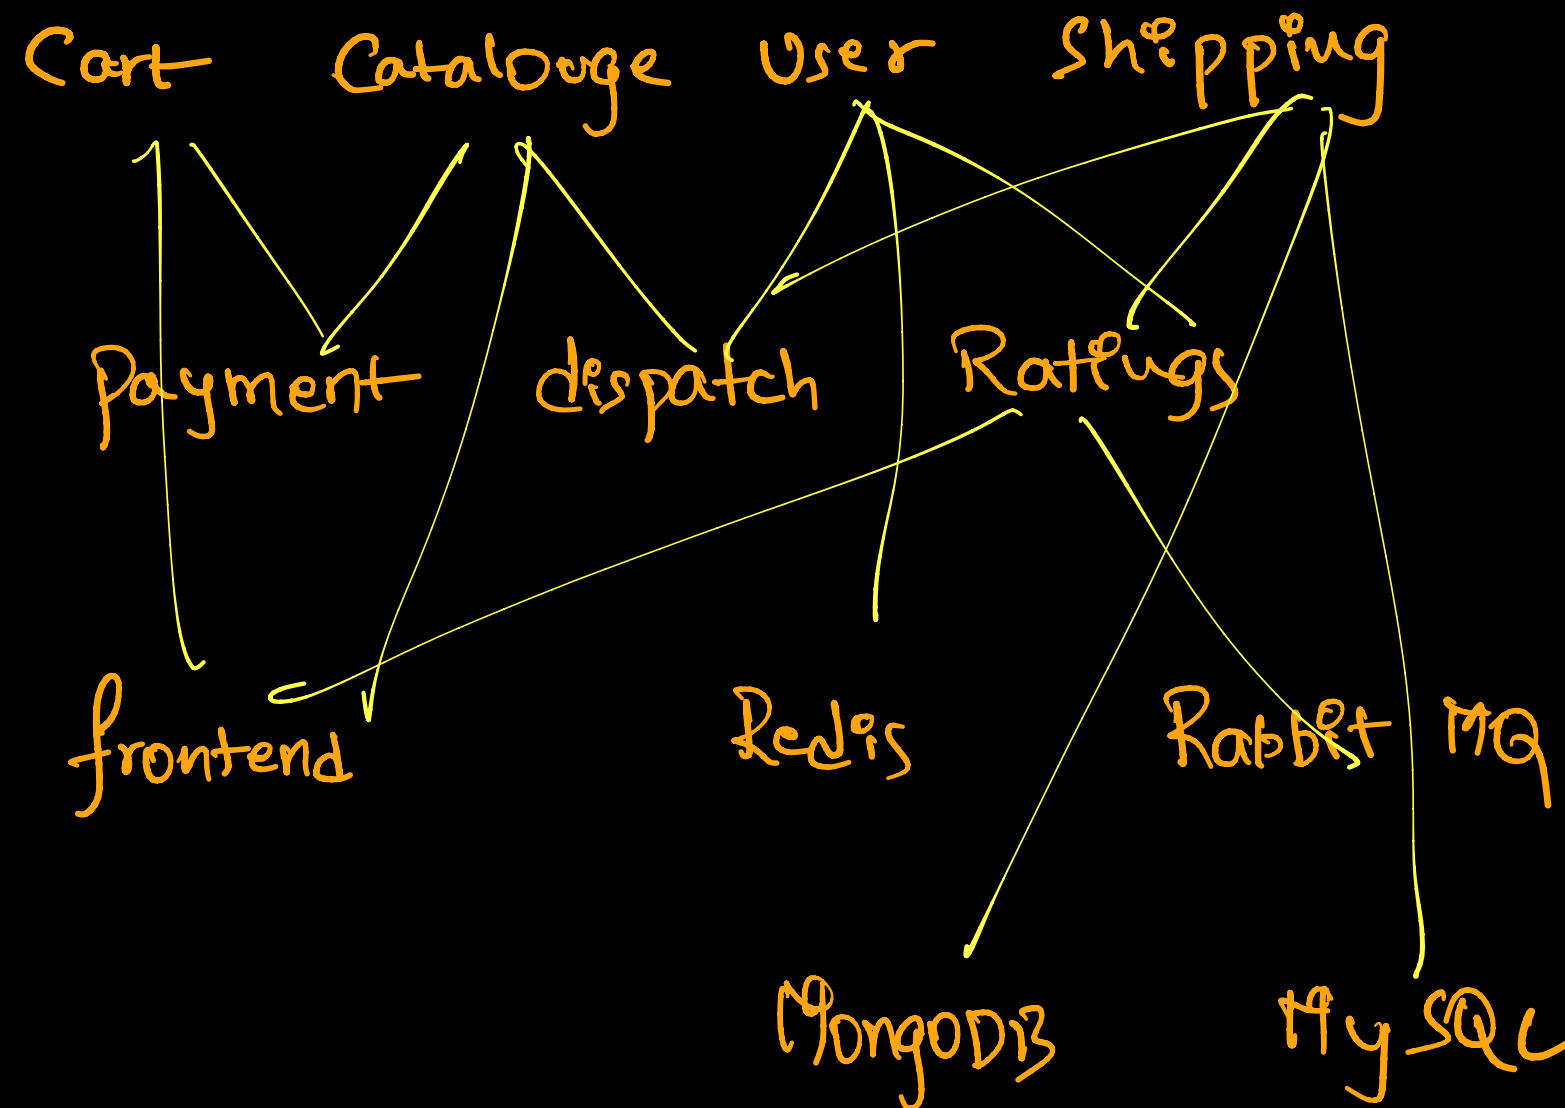 Cart Catalouge User Shipping
Payment dispatch Ratings
frontend Redis Rabbit MQ
MongoDB MySQL